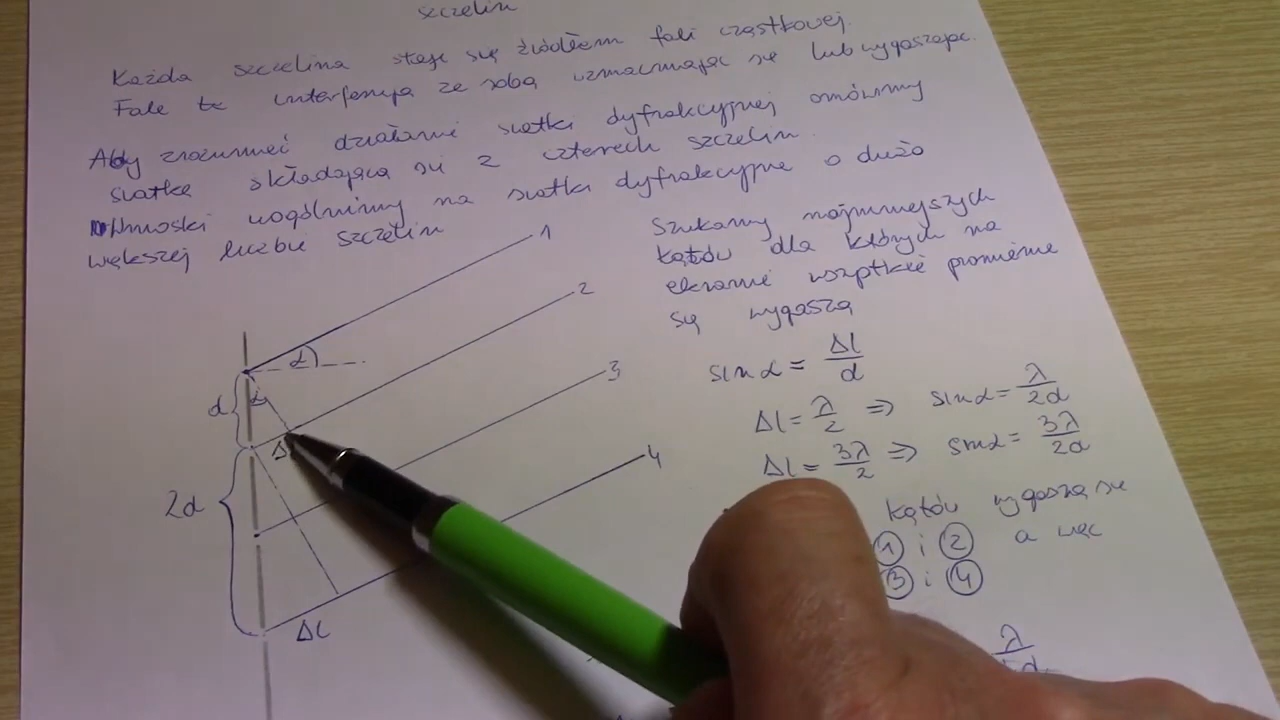 szczelin
Każda szczelina staje się źródłem fali cząstkowej.
Fale te interferują ze sobą wzmacniając się lub wygaszając.
Aby zrozumieć działanie siatki dyfrakcyjnej omówimy
siatkę składającą się z czterech szczelin.
Wnioski uogólnimy na siatki dyfrakcyjne o dużo
większej liczbie szczelin
Szukamy najmniejszych
kątów dla których na
ekranie wszystkie promienie
się wygaszą
1
2
3
4
α
α
d
2d
Δl
sin α = Δl/d
Δl = λ/2 ⇒ sin α = λ/2d
Δl = 3λ/2 ⇒ sin α = 3λ/2d
kątów wygaszą się
① i ② a więc
③ i ④
λ